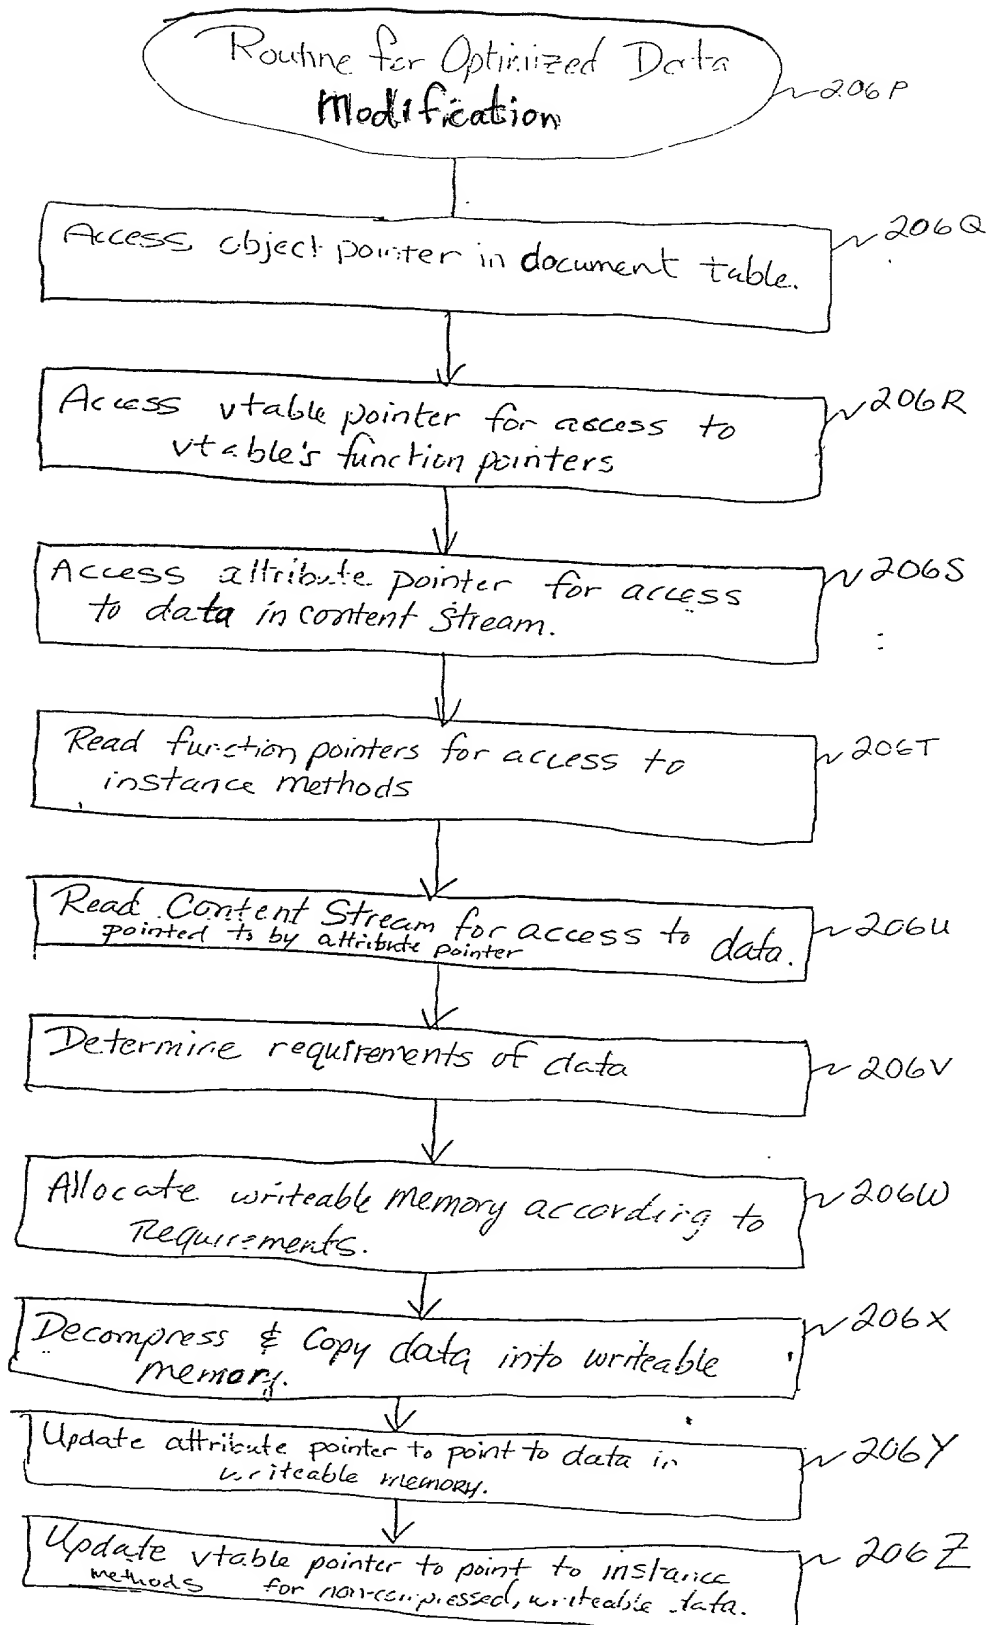 Routine for Optimized Data
Modification
206P
Access object pointer in document table.
206Q
Access vtable pointer for access to
vtable's function pointers
206R
Access attribute pointer for access
to data in content Stream.
206S
Read function pointers for access to
instance methods
206T
Read Content Stream for access to data.
pointed to by attribute pointer
206U
Determine requirements of data
206V
Allocate writeable memory according to
Requirements.
206W
Decompress & Copy data into writeable
memory.
206X
Update attribute pointer to point to data in
writeable memory.
206Y
Update vtable pointer to point to instance
methods for non-compressed, writeable data.
206Z